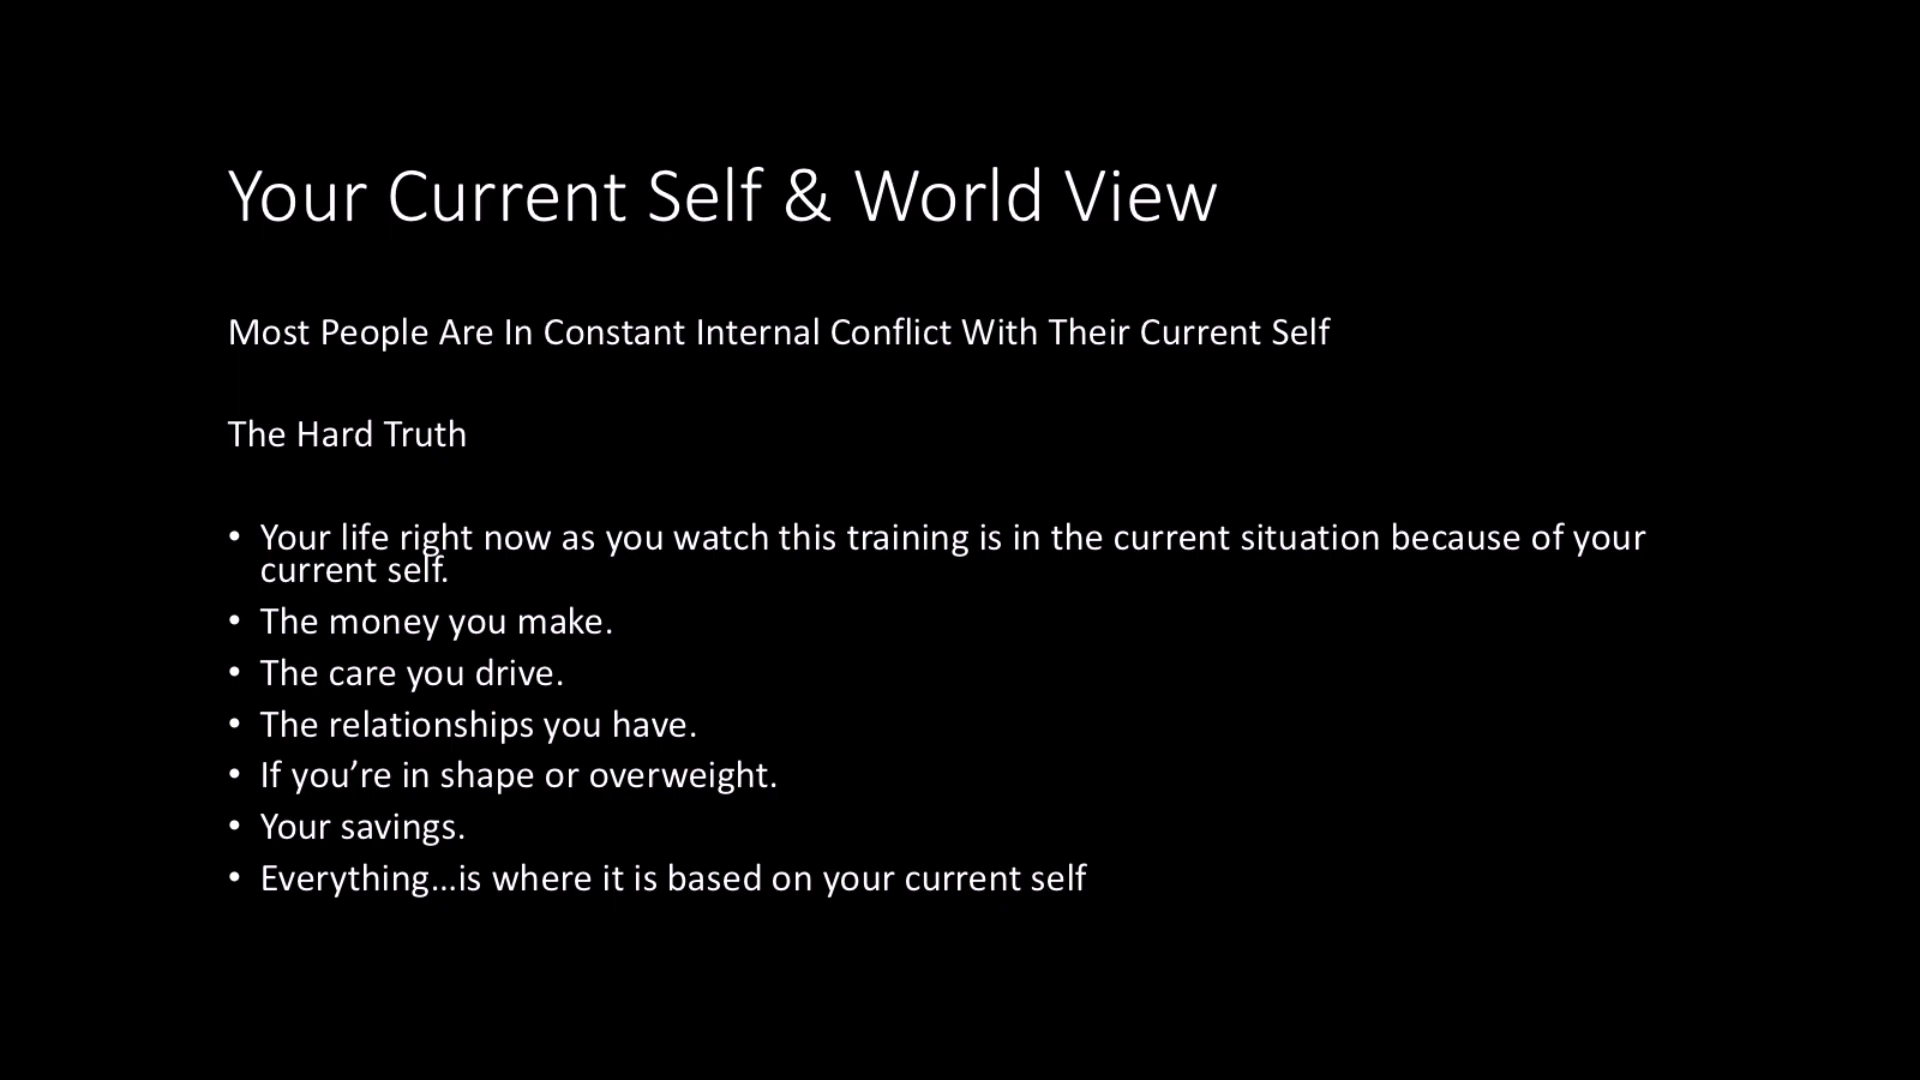 Your Current Self & World View
Most People Are In Constant Internal Conflict With Their Current Self
The Hard Truth
• Your life right now as you watch this training is in the current situation because of your
current self.
• The money you make.
• The care you drive.
• The relationships you have.
• If you’re in shape or overweight.
• Your savings.
• Everything…is where it is based on your current self